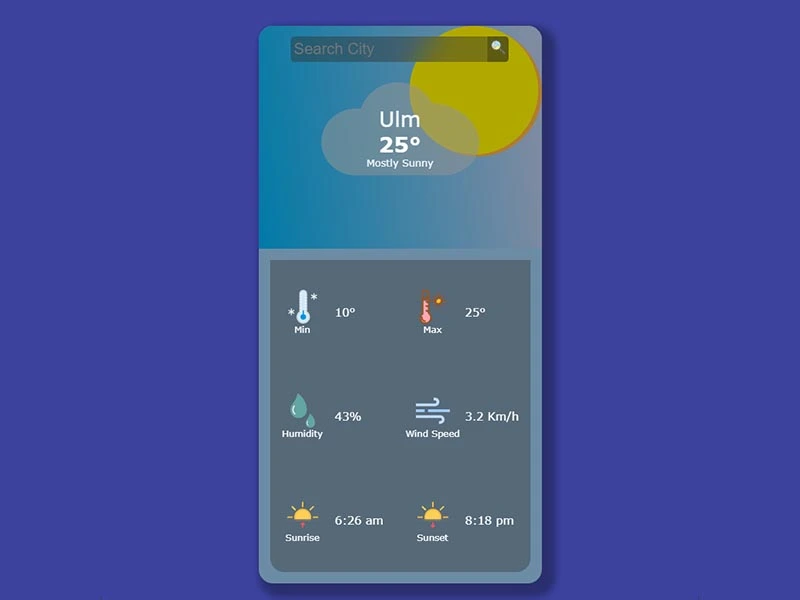 Search City
Ulm
25°
Mostly Sunny
10°
25°
Min
Max
43%
3.2 Km/h
Humidity
Wind Speed
6:26 am
8:18 pm
Sunrise
Sunset